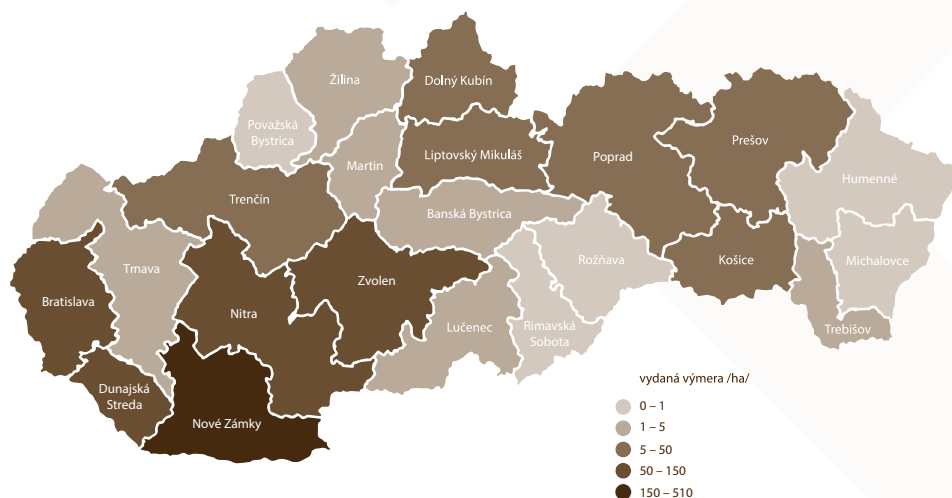 Žilina
Dolný Kubín
Považská
Bystrica
Martin
Liptovský Mikuláš
Poprad
Prešov
Humenné
Trenčín
Banská Bystrica
Trnava
Bratislava
Nitra
Zvolen
Rožňava
Košice
Michalovce
Lučenec
Rimavská
Sobota
Trebišov
Dunajská
Streda
Nové Zámky
vydaná výmera /ha/
0 – 1
1 – 5
5 – 50
50 – 150
150 – 510